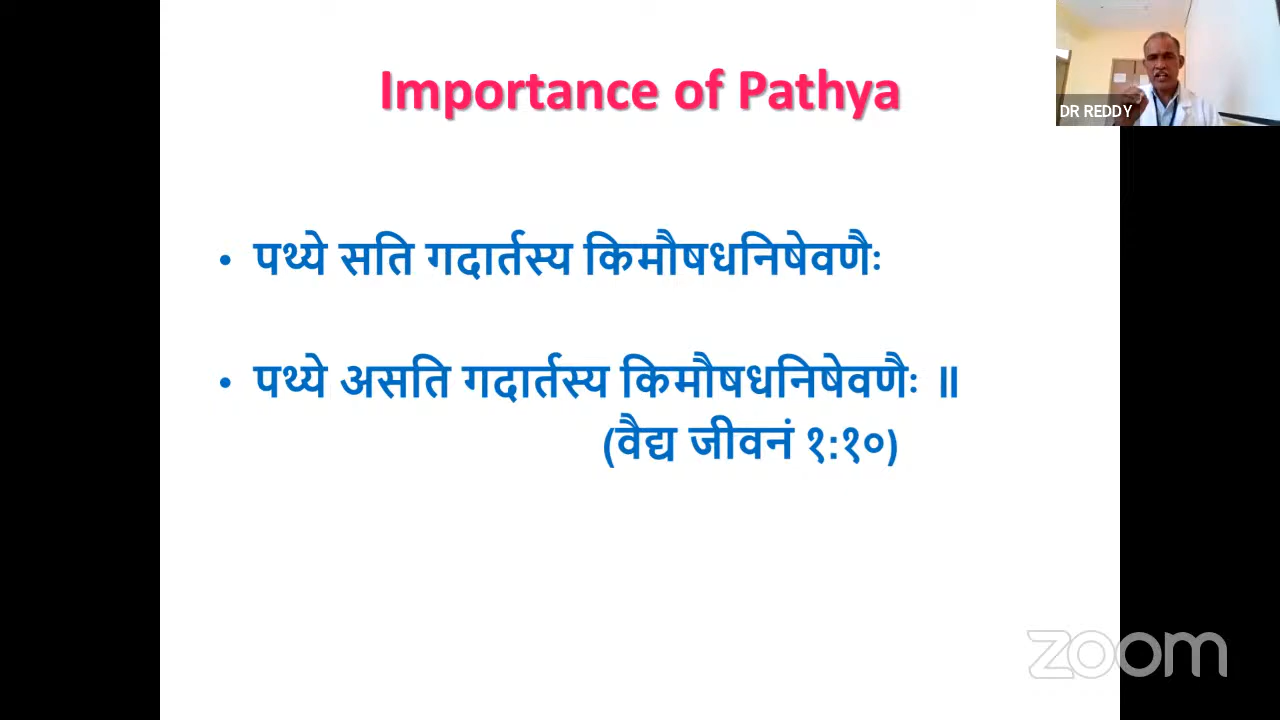 Importance of Pathya
DR REDDY
• पथ्ये सति गदार्तस्य किमौषधनिषेवणैः
• पथ्ये असति गदार्तस्य किमौषधनिषेवणैः ॥
(वैद्य जीवनं १:१०)
zoom